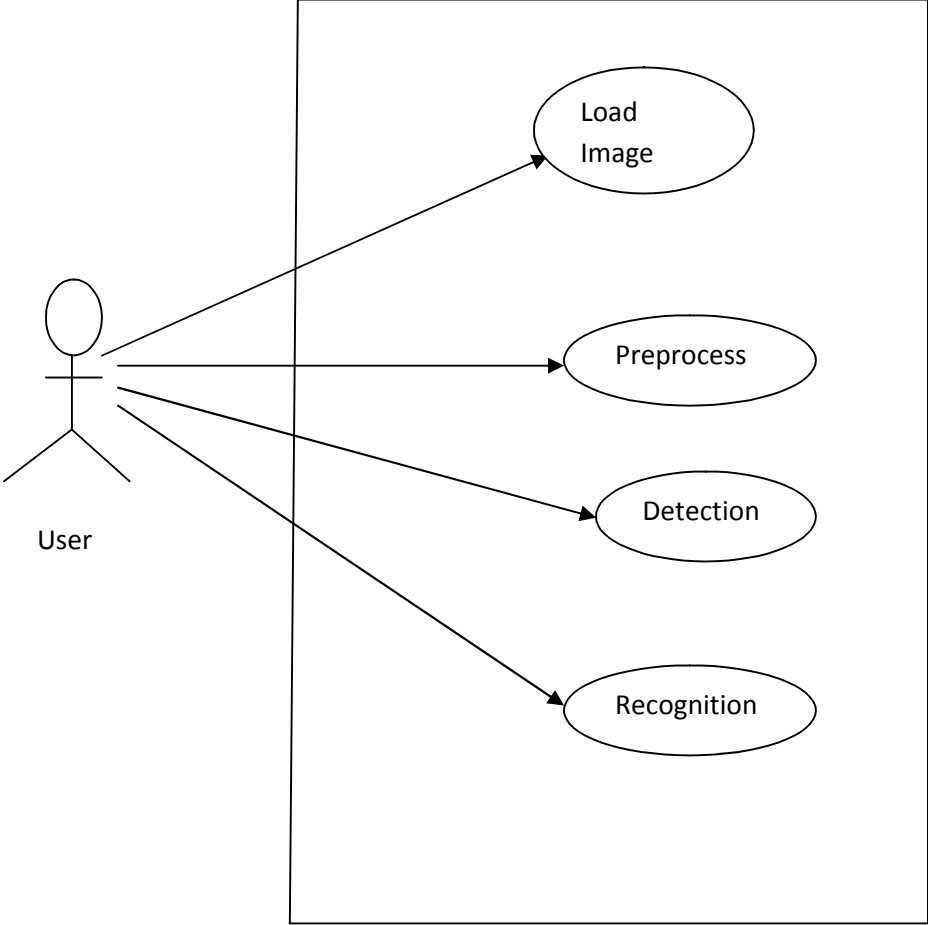 Load
Image
Preprocess
Detection
User
Recognition